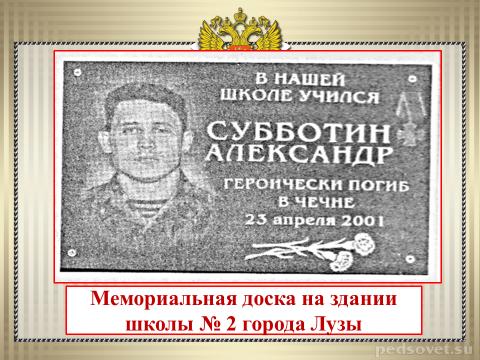 В НАШЕЙ
ШКОЛЕ УЧИЛСЯ
СУББОТИН
АЛЕКСАНДР
ГЕРОИЧЕСКИ ПОГИБ
В ЧЕЧНЕ
23 апреля 2001
Мемориальная доска на здании
школы № 2 города Лузы
pedsovet.su